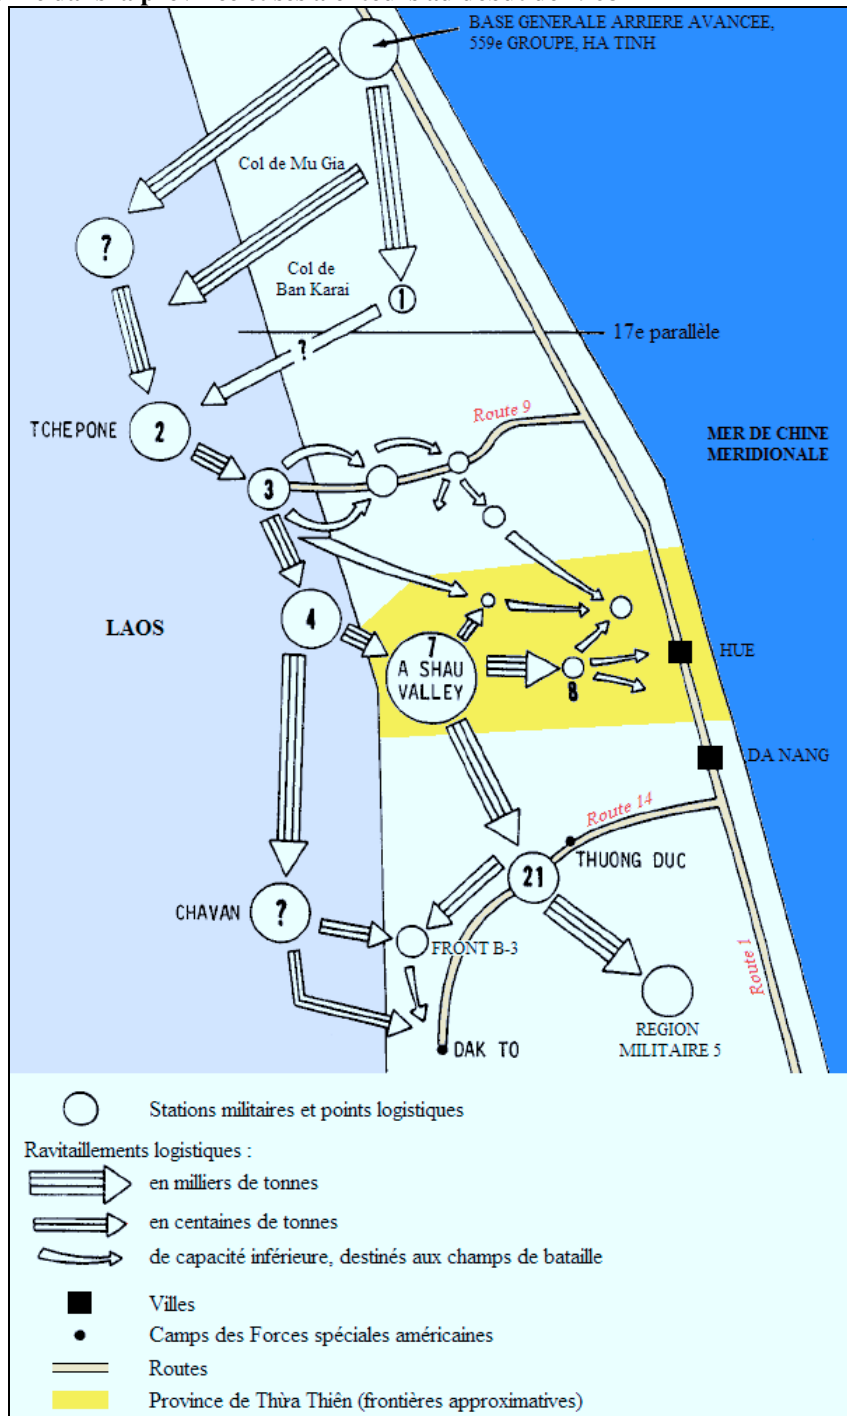 BASE GENERALE ARRIERE AVANCEE,
559e GROUPE, HA TINH
Col de Mu Gia
?
Col de
Ban Karai
1
17e parallèle
?
TCHEPONE
2
Route 9
MER DE CHINE
MERIDIONALE
3
LAOS
4
7
A SHAU
VALLEY
8
HUE
DA NANG
Route 14
THUONG DUC
21
CHAVAN
?
FRONT B-3
Route 1
REGION
MILITAIRE 5
DAK TO
Stations militaires et points logistiques
Ravitaillements logistiques :
en milliers de tonnes
en centaines de tonnes
de capacité inférieure, destinés aux champs de bataille
Villes
Camps des Forces spéciales américaines
Routes
Province de Thừa Thiên (frontières approximatives)